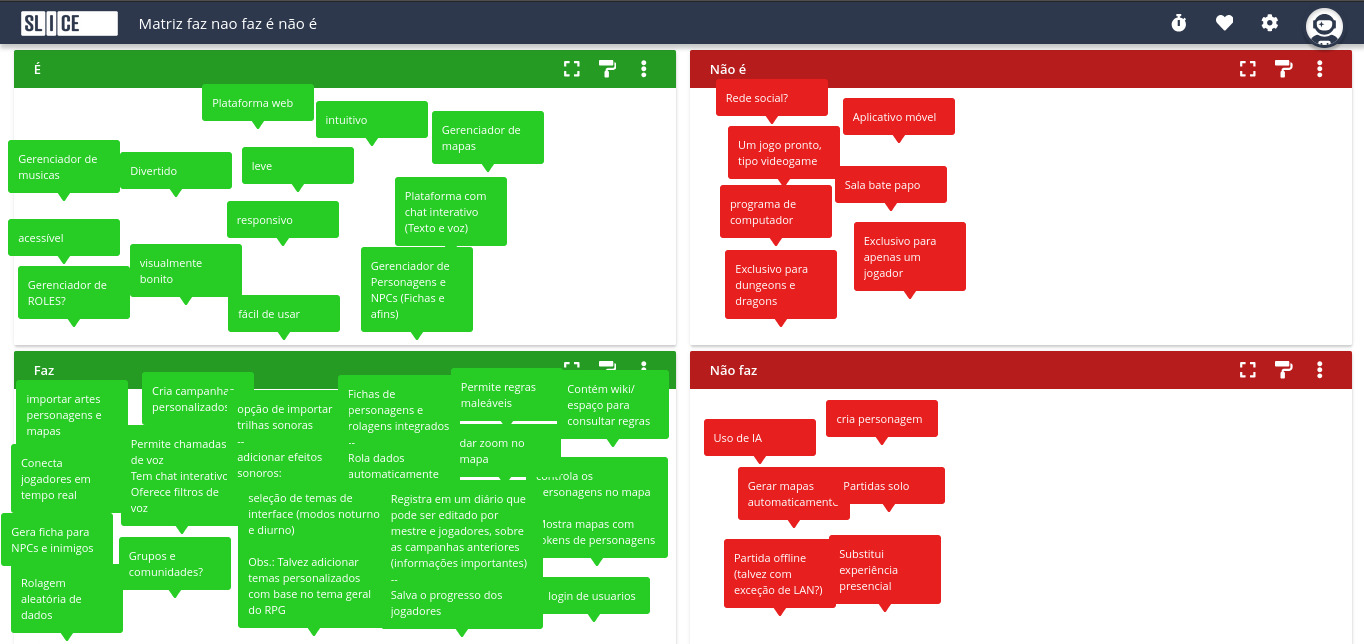 SLICE
Matriz faz nao faz é não é
É
Plataforma web
intuitivo
Gerenciador de
mapas
Gerenciador de
musicas
Divertido
leve
Plataforma com
chat interativo
(Texto e voz)
responsivo
acessível
visualmente
bonito
Gerenciador de
ROLES?
Gerenciador de
Personagens e
NPCs (Fichas e
afins)
fácil de usar
Não é
Rede social?
Aplicativo móvel
Um jogo pronto,
tipo videogame
Sala bate papo
programa de
computador
Exclusivo para
apenas um
jogador
Exclusivo para
dungeons e
dragons
Faz
importar artes
personagens e
mapas
Cria campanhas
personalizados
opção de importar
trilhas sonoras
--
adicionar efeitos
sonoros:
Fichas de
personagens e
rolagens integrados
--
Rola dados
automaticamente
Permite regras
maleáveis
Contém wiki/
espaço para
consultar regras
dar zoom no
mapa
Permite chamadas
de voz
Tem chat interativo
Oferece filtros de
voz
Conecta
jogadores em
tempo real
controla os
personagens no mapa
Mostra mapas com
tokens de personagens
seleção de temas de
interface (modos noturno
e diurno)
Obs.: Talvez adicionar
temas personalizados
com base no tema geral
do RPG
Registra em um diário que
pode ser editado por
mestre e jogadores, sobre
as campanhas anteriores
(informações importantes)
--
Salva o progresso dos
jogadores
Gera ficha para
NPCs e inimigos
Grupos e
comunidades?
Rolagem
aleatória de
dados
login de usuarios
Não faz
cria personagem
Uso de IA
Gerar mapas
automaticamente
Partidas solo
Partida offline
(talvez com
exceção de LAN?)
Substitui
experiência
presencial